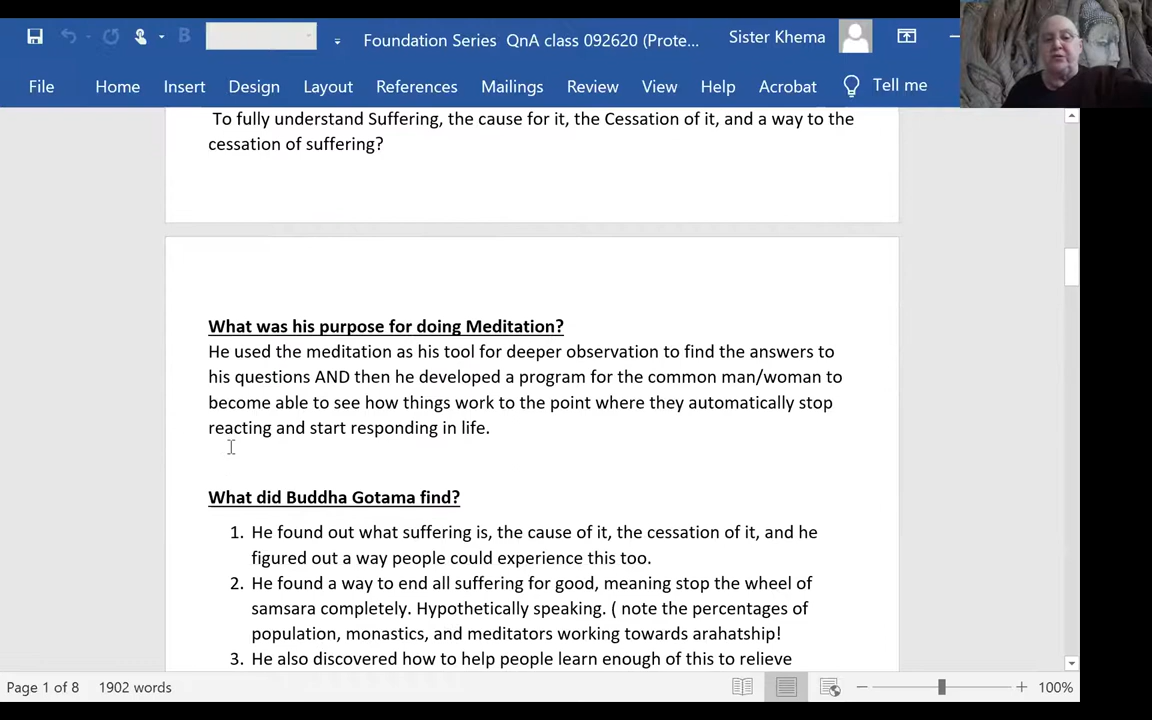 Foundation Series QnA class 092620 (Prote...
Sister Khema
File Home Insert Design Layout References Mailings Review View Help Acrobat Tell me
To fully understand Suffering, the cause for it, the Cessation of it, and a way to the
cessation of suffering?
What was his purpose for doing Meditation?
He used the meditation as his tool for deeper observation to find the answers to
his questions AND then he developed a program for the common man/woman to
become able to see how things work to the point where they automatically stop
reacting and start responding in life.
What did Buddha Gotama find?
1. He found out what suffering is, the cause of it, the cessation of it, and he
figured out a way people could experience this too.
2. He found a way to end all suffering for good, meaning stop the wheel of
samsara completely. Hypothetically speaking. ( note the percentages of
population, monastics, and meditators working towards arahatship!
3. He also discovered how to help people learn enough of this to relieve
Page 1 of 8 1902 words
100%